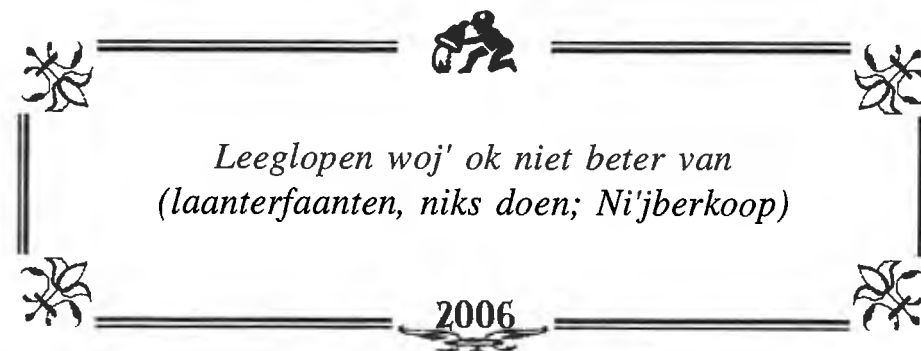 Leeglopen woj' ok niet beter van
(laanterfaanten, niks doen; Ni'jberkoop)
2006